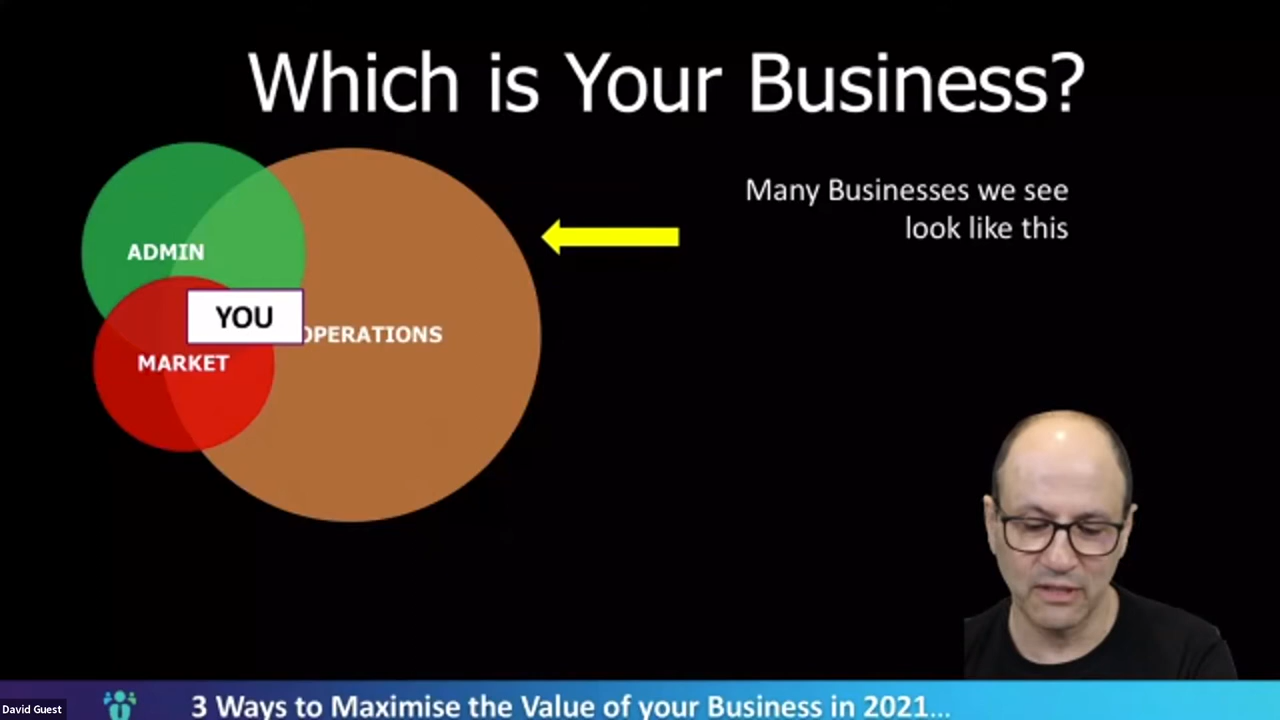 Which is Your Business?
Many Businesses we see
look like this
ADMIN
YOU
OPERATIONS
MARKET
David Guest
3 Ways to Maximise the Value of your Business in 2021...